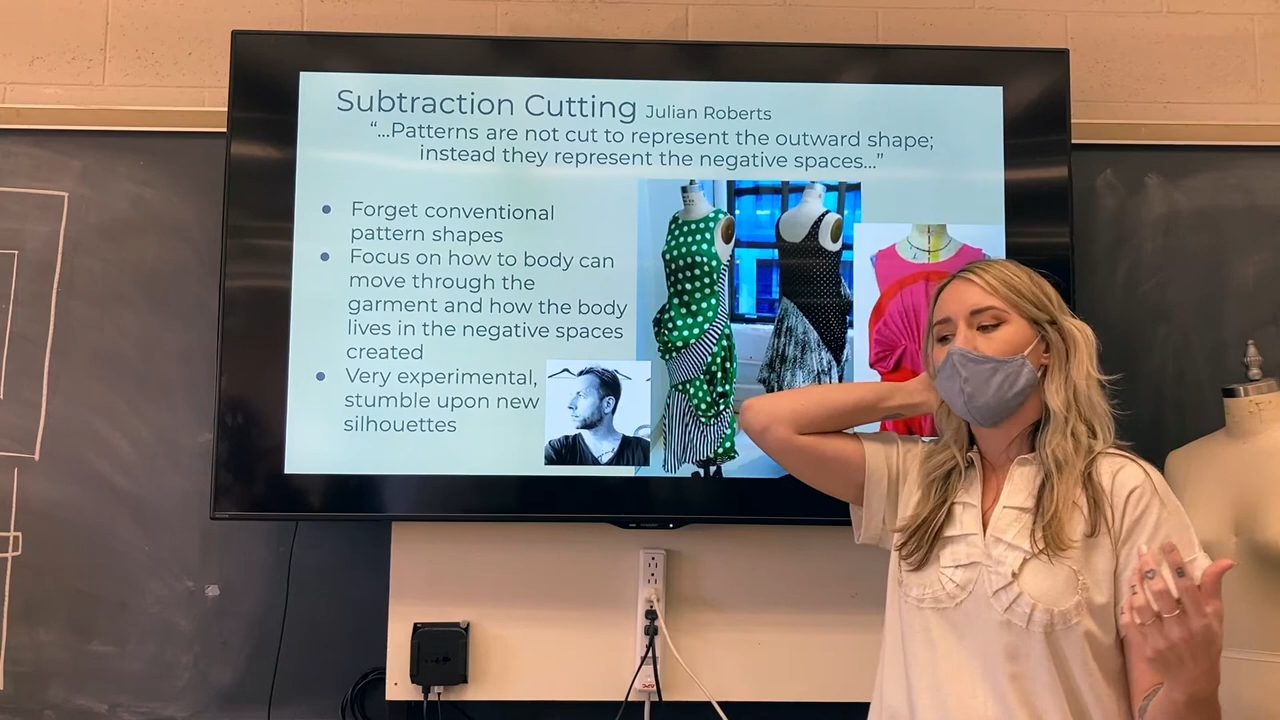 Subtraction Cutting Julian Roberts
“...Patterns are not cut to represent the outward shape;
instead they represent the negative spaces...”
• Forget conventional
pattern shapes
• Focus on how to body can
move through the
garment and how the body
lives in the negative spaces
created
• Very experimental,
stumble upon new
silhouettes
APC